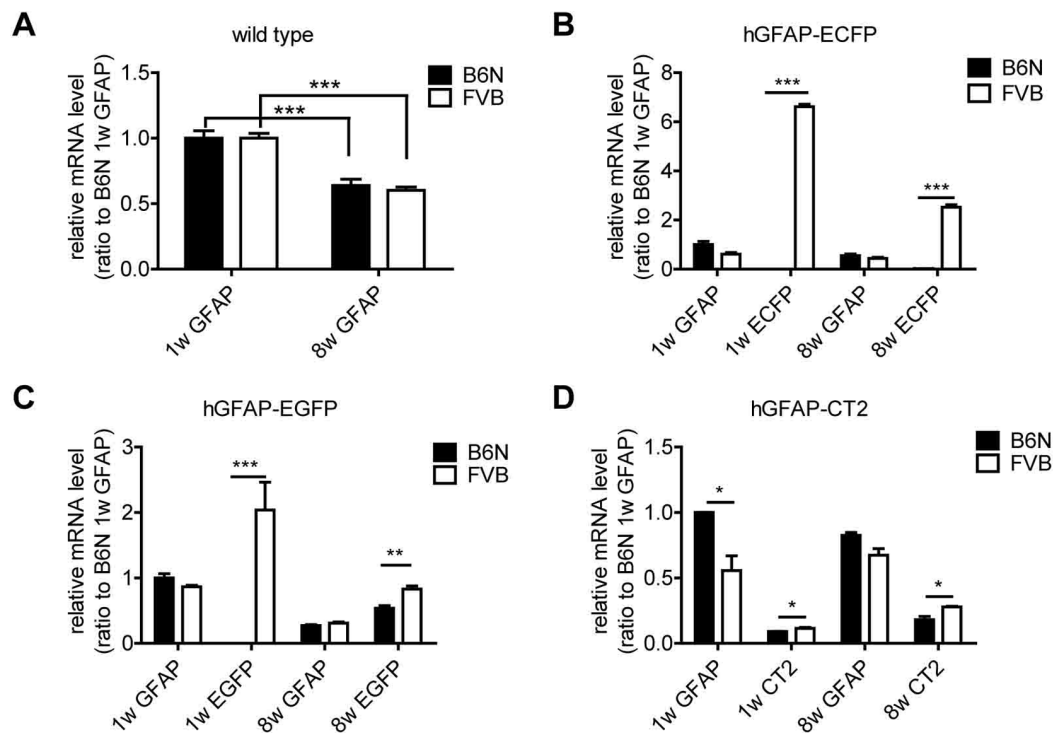 A
wild type
relative mRNA level
(ratio to B6N 1w GFAP)
1.5
1.0
0.5
0.0
***
***
B6N
FVB
1w GFAP
8w GFAP
B
hGFAP-ECFP
relative mRNA level
(ratio to B6N 1w GFAP)
8
6
4
2
0
***
***
B6N
FVB
1w GFAP
1w ECFP
8w GFAP
8w ECFP
C
hGFAP-EGFP
relative mRNA level
(ratio to B6N 1w GFAP)
3
2
1
0
***
**
B6N
FVB
1w GFAP
1w EGFP
8w GFAP
8w EGFP
D
hGFAP-CT2
relative mRNA level
(ratio to B6N 1w GFAP)
1.5
1.0
0.5
0.0
*
*
*
B6N
FVB
1w GFAP
1w CT2
8w GFAP
8w CT2